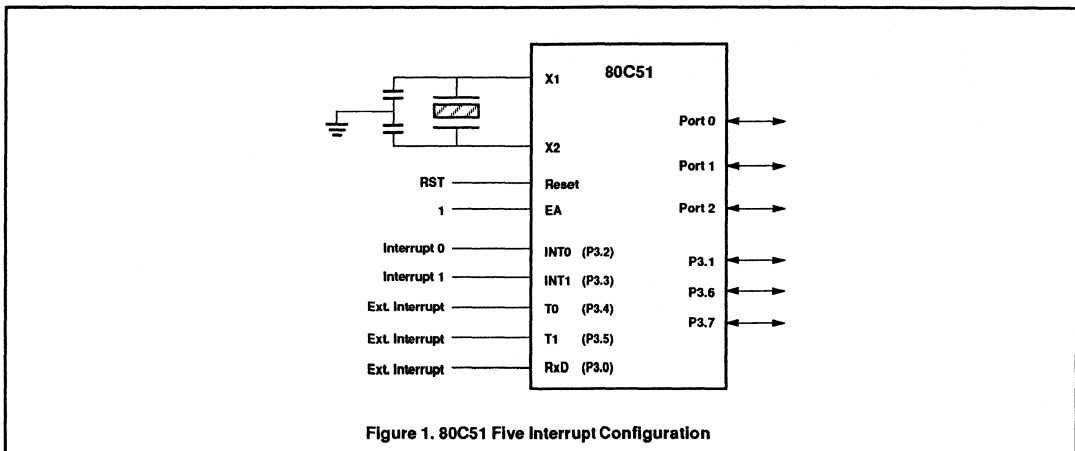 80C51
X1
Port 0
X2
Port 1
RST Reset
1 EA
Port 2
Interrupt 0 INT0 (P3.2)
P3.1
Interrupt 1 INT1 (P3.3)
P3.6
Ext. Interrupt T0 (P3.4)
P3.7
Ext. Interrupt T1 (P3.5)
Ext. Interrupt RxD (P3.0)
Figure 1. 80C51 Five Interrupt Configuration